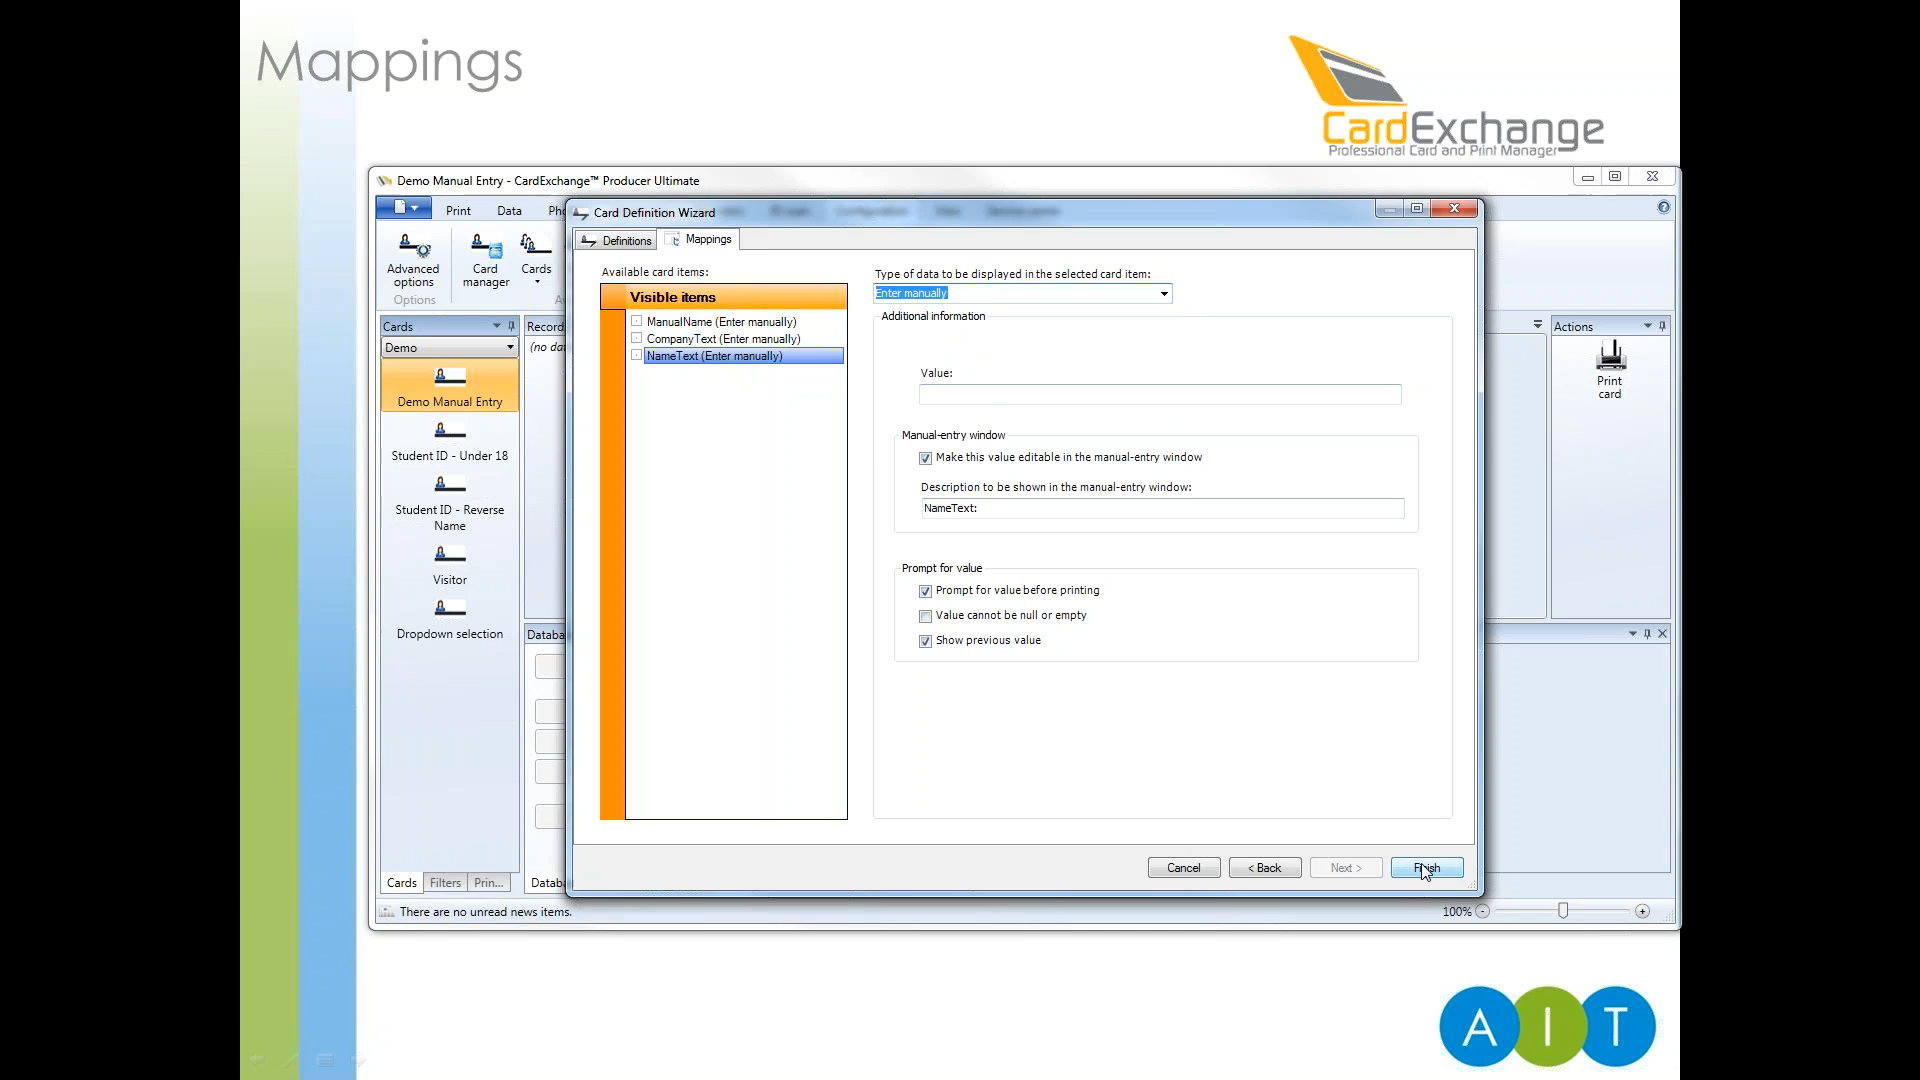 Mappings
CardExchange
Professional Card and Print Manager
Demo Manual Entry - CardExchange™ Producer Ultimate
Print
Data
Card Definition Wizard
Definitions
Mappings
Advanced
options
Card
manager
Cards
Options
Available card items:
Visible items
ManualName (Enter manually)
CompanyText (Enter manually)
NameText (Enter manually)
Type of data to be displayed in the selected card item:
Enter manually
Additional information
Value:
Manual-entry window
Make this value editable in the manual-entry window
Description to be shown in the manual-entry window:
NameText:
Prompt for value
Prompt for value before printing
Value cannot be null or empty
Show previous value
Cancel
< Back
Next >
Finish
Cards
Demo
Demo Manual Entry
Student ID - Under 18
Student ID - Reverse
Name
Visitor
Dropdown selection
Cards
Filters
Prin...
Record
(no da
Databa
Databa
Actions
Print
card
There are no unread news items.
100%
A I T